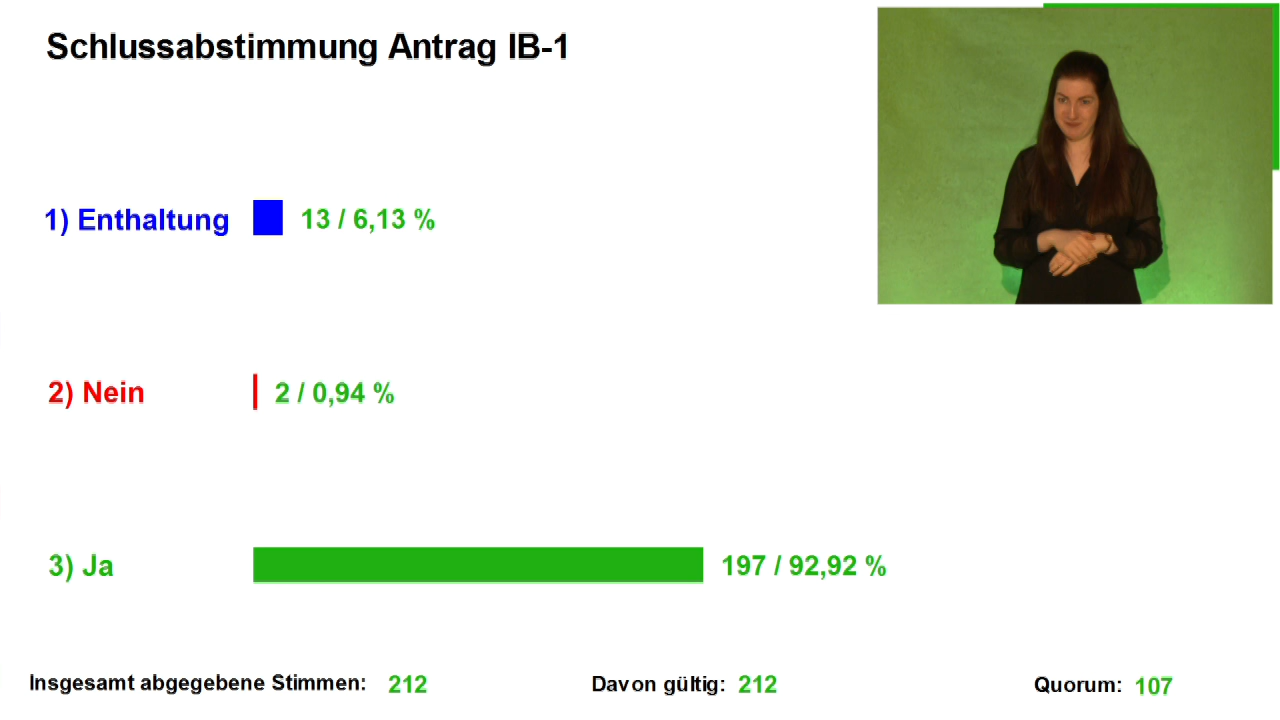 Schlussabstimmung Antrag IB-1
1) Enthaltung 13 / 6,13 %
2) Nein 2 / 0,94 %
3) Ja 197 / 92,92 %
Insgesamt abgegebene Stimmen: 212 Davon gültig: 212 Quorum: 107